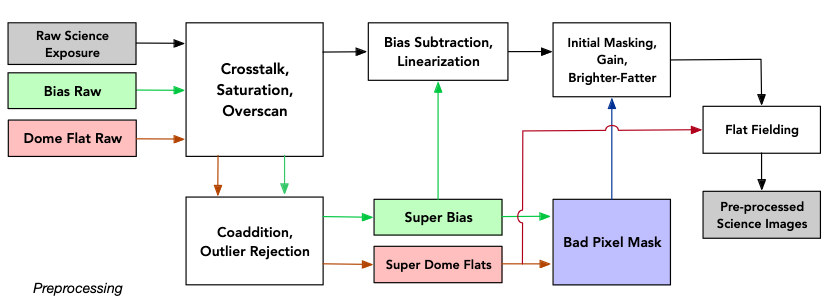 Raw Science
Exposure
Bias Raw
Dome Flat Raw
Crosstalk,
Saturation,
Overscan
Bias Subtraction,
Linearization
Initial Masking,
Gain,
Brighter-Fatter
Flat Fielding
Pre-processed
Science Images
Coaddition,
Outlier Rejection
Super Bias
Super Dome Flats
Bad Pixel Mask
Preprocessing